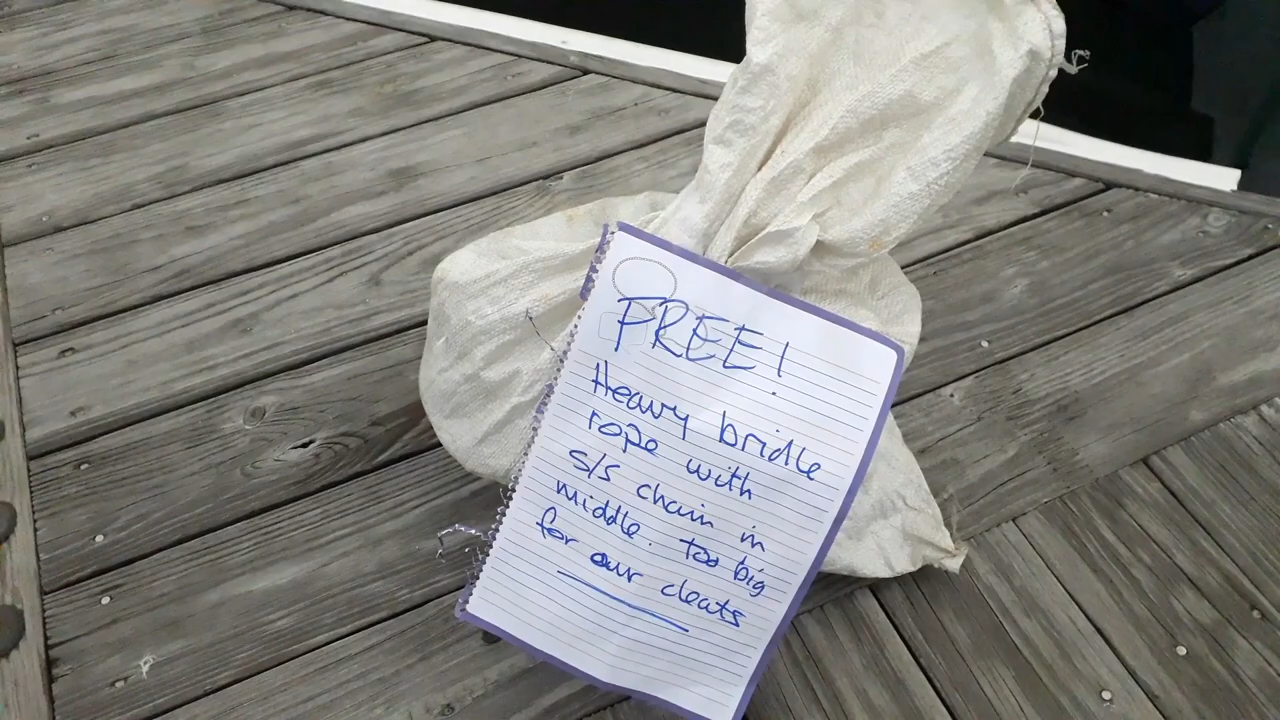 FREE!
Heavy bridle
rope with
s/s chain in
middle. too big
for our cleats